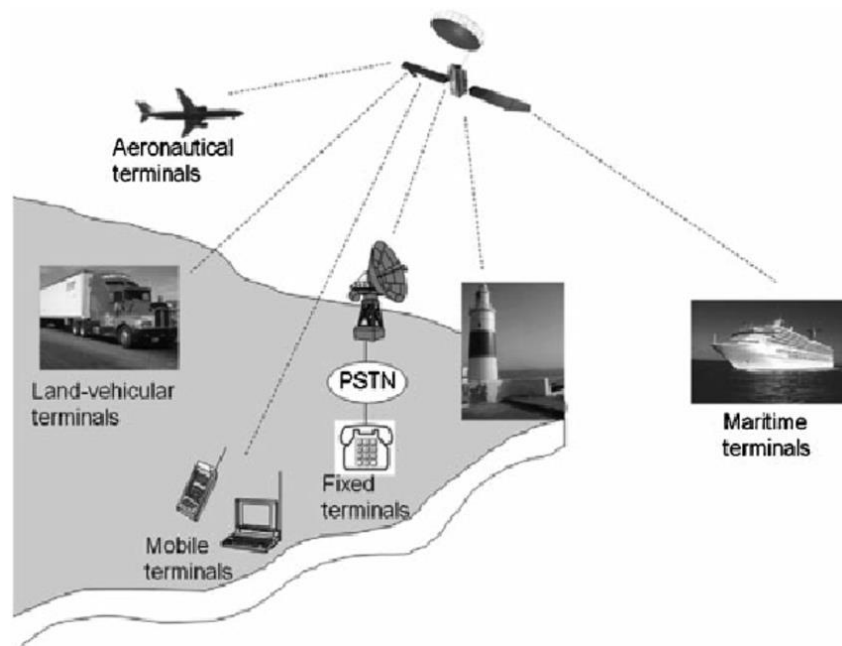 Aeronautical
terminals
Land-vehicular
terminals
PSTN
Fixed
terminals
Mobile
terminals
Maritime
terminals